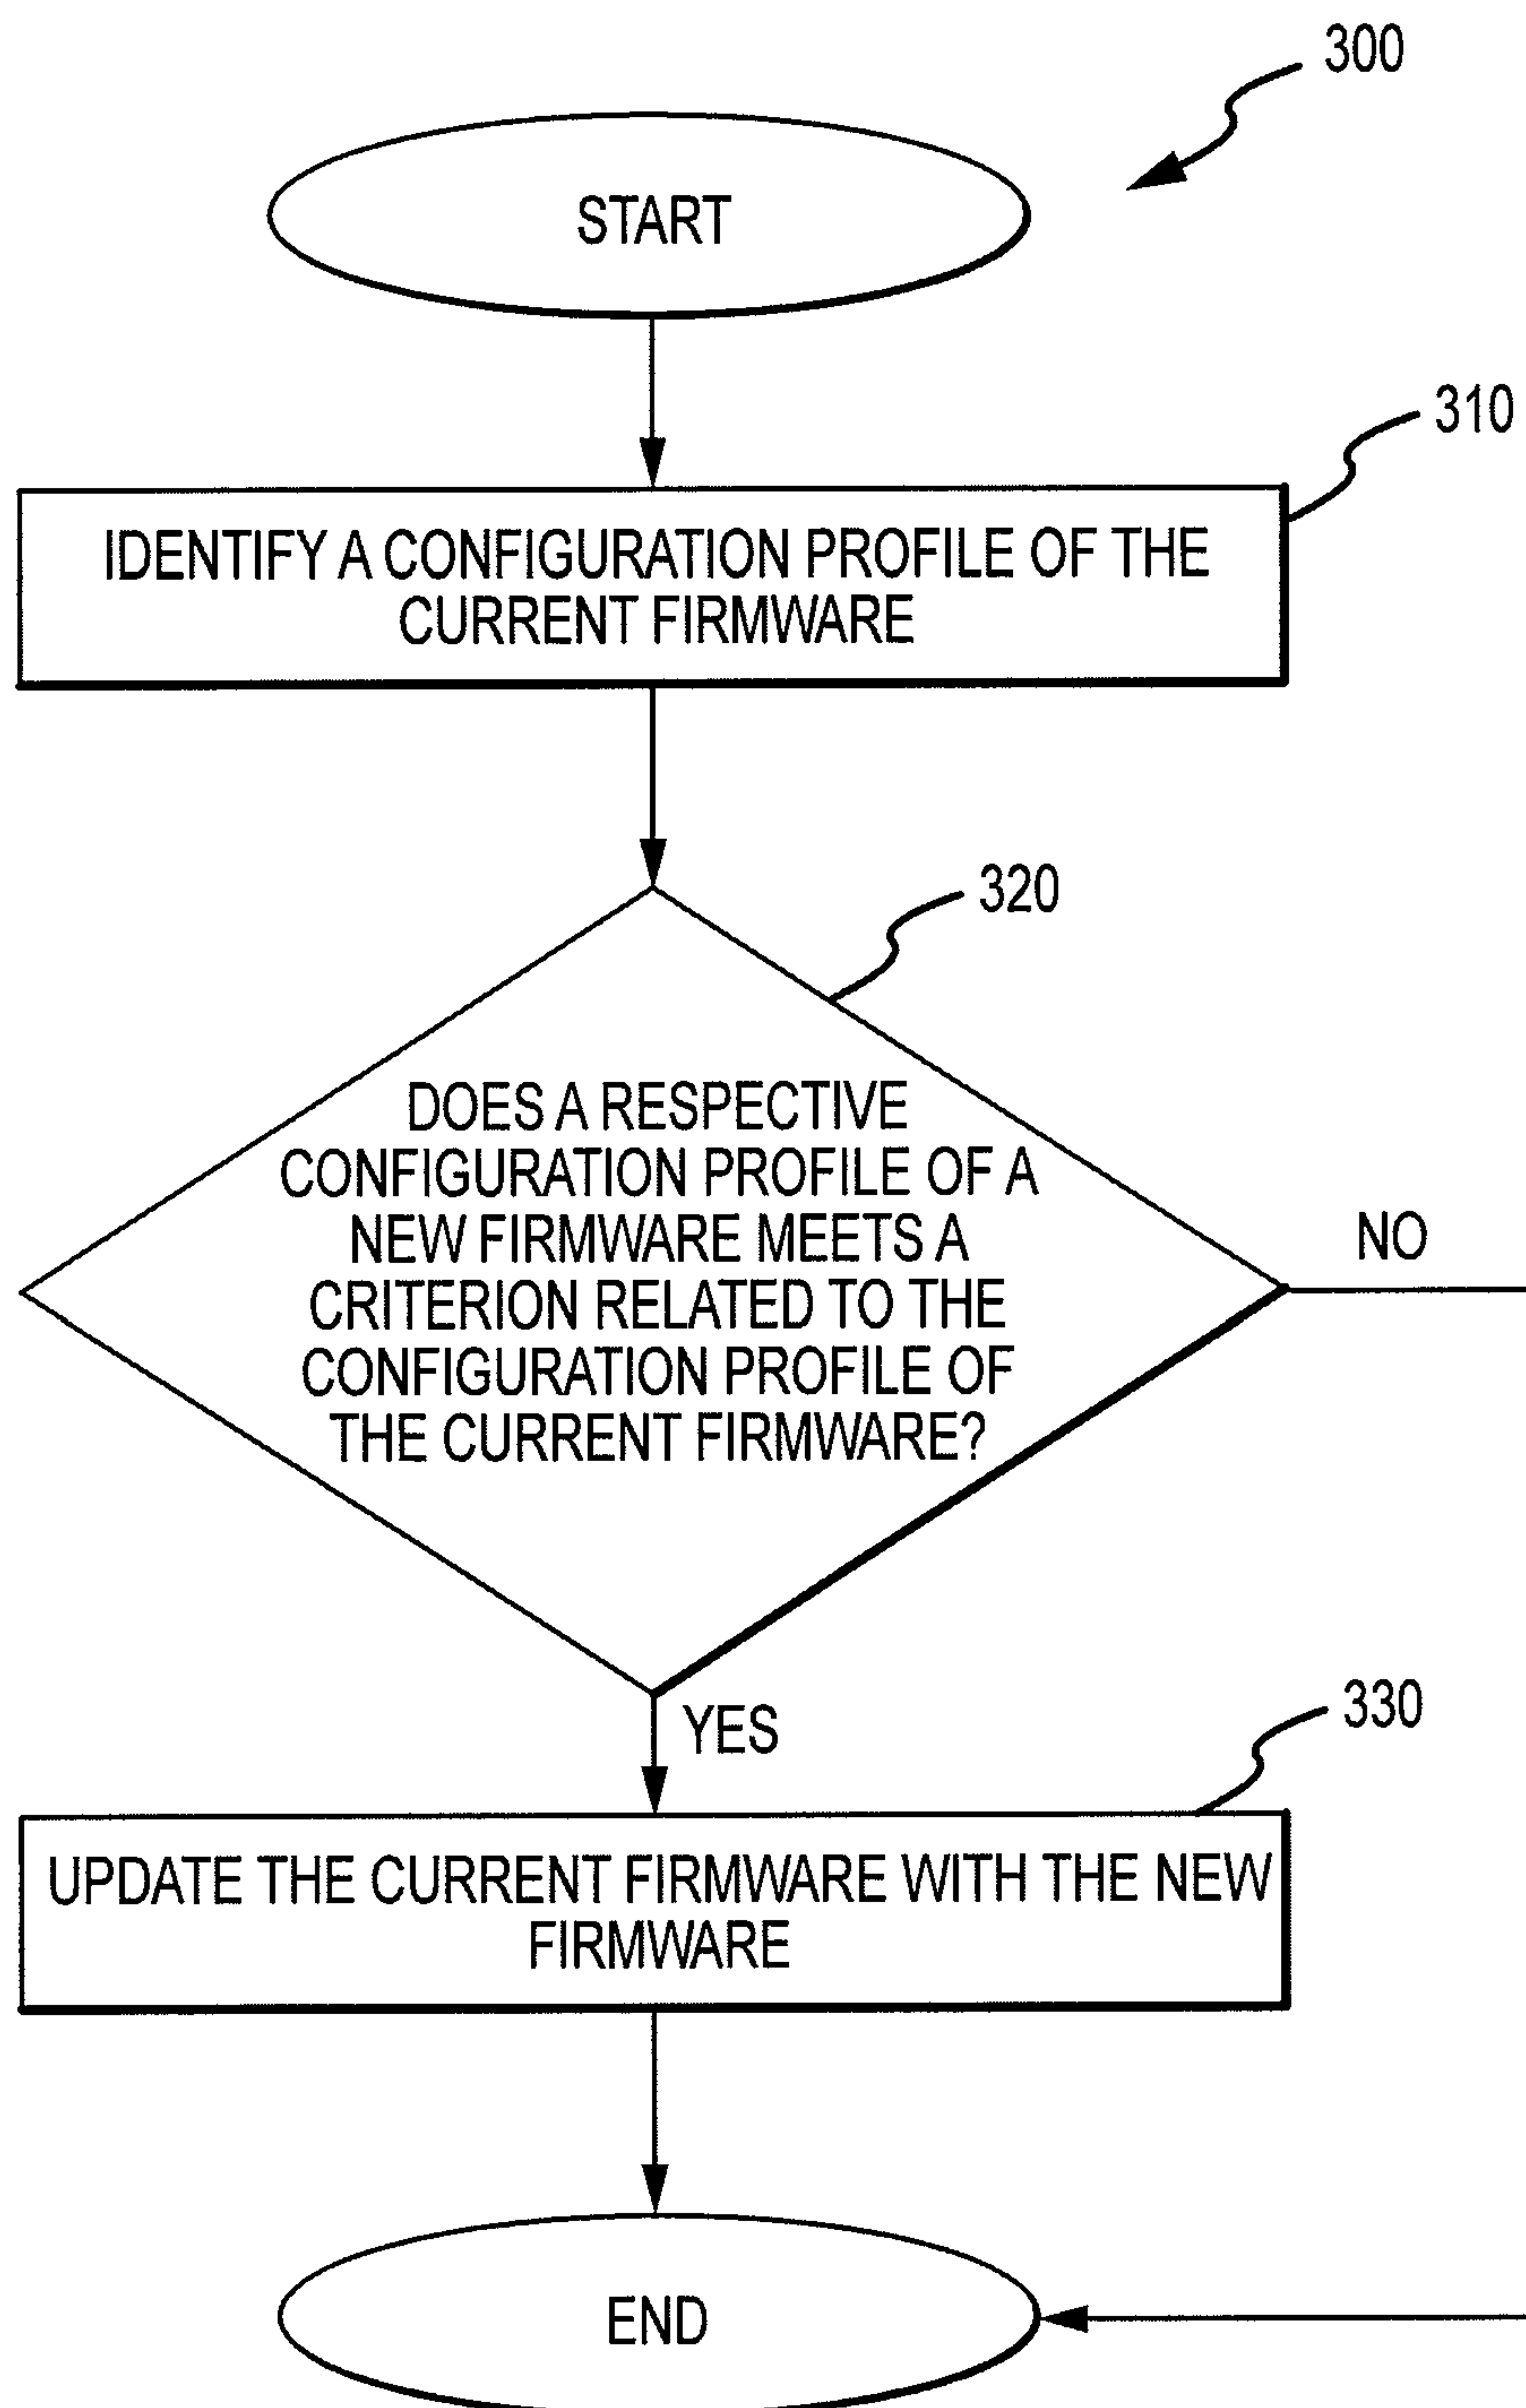 300
START
310
IDENTIFY A CONFIGURATION PROFILE OF THE
CURRENT FIRMWARE
320
DOES A RESPECTIVE
CONFIGURATION PROFILE OF A
NEW FIRMWARE MEETS A
CRITERION RELATED TO THE
CONFIGURATION PROFILE OF
THE CURRENT FIRMWARE?
NO
YES
330
UPDATE THE CURRENT FIRMWARE WITH THE NEW
FIRMWARE
END